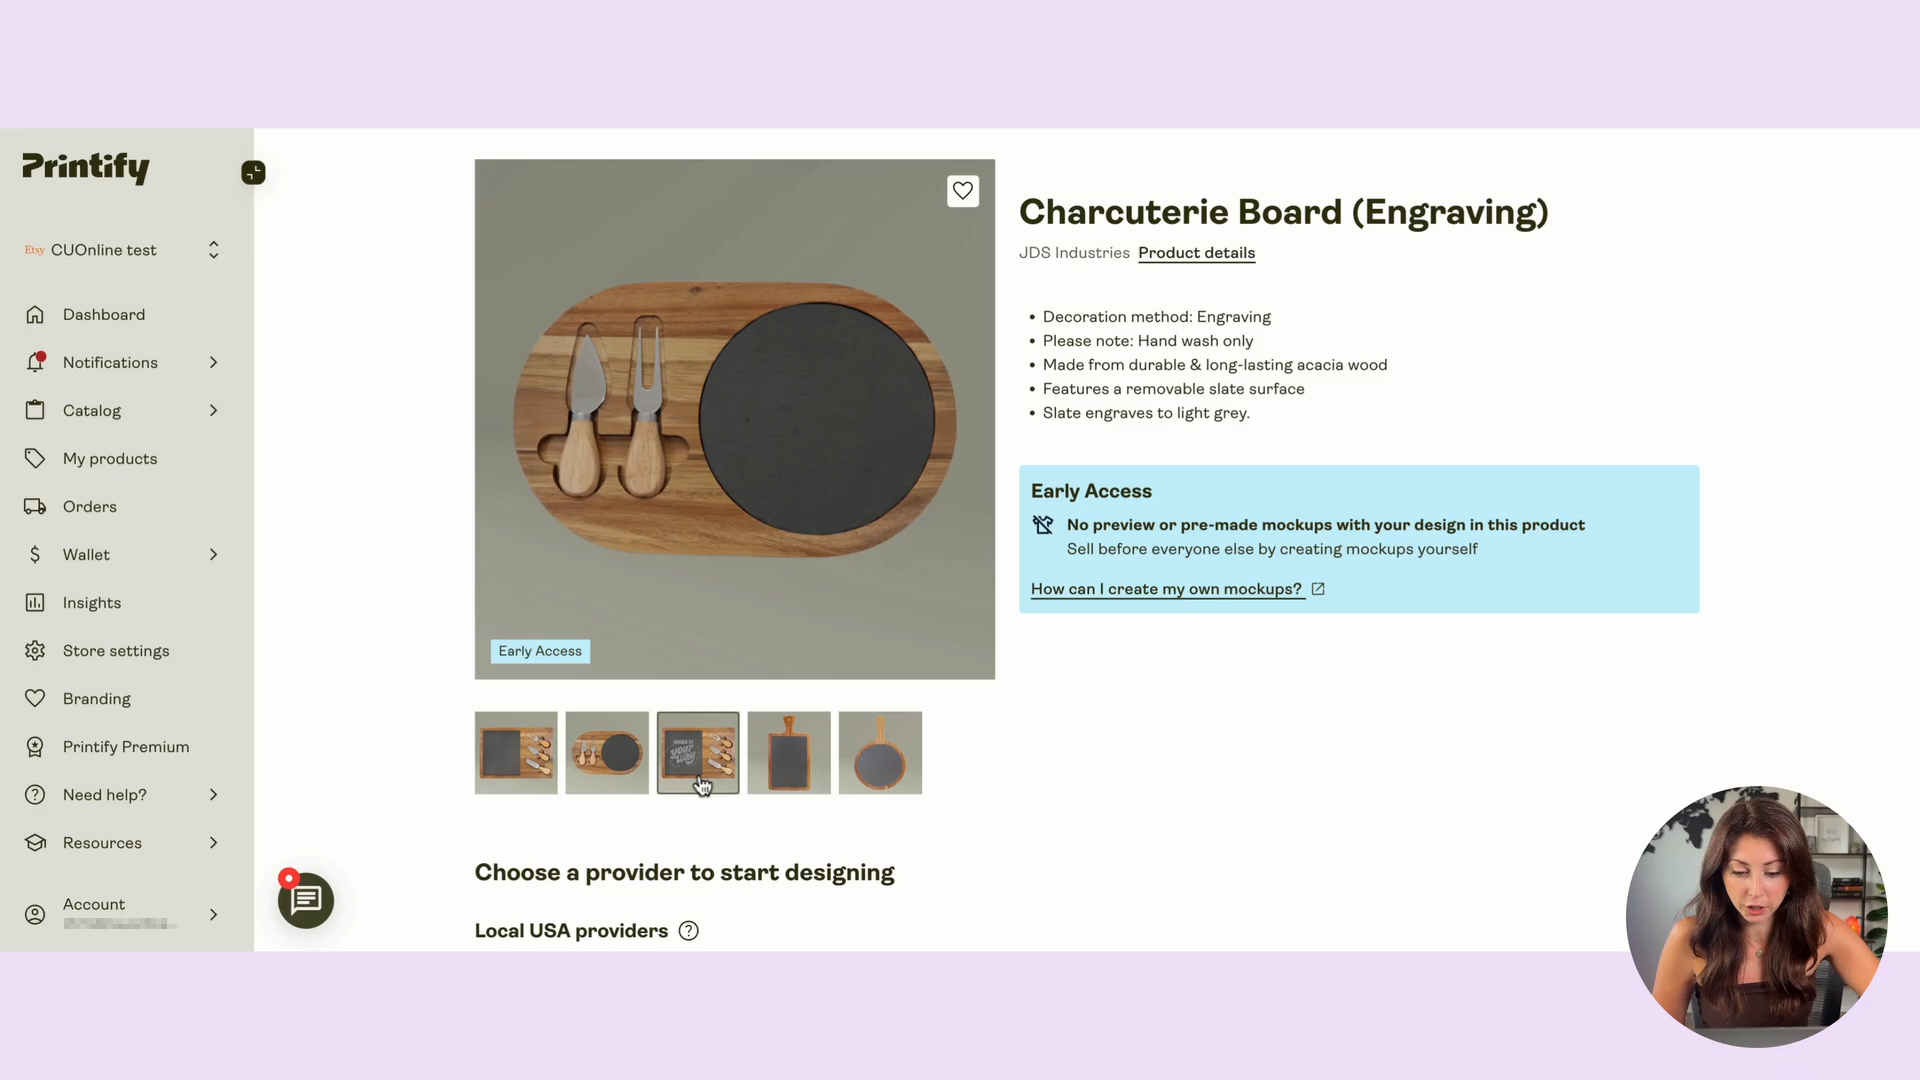 Printify
Etsy CUOnline test
Dashboard
Notifications
Catalog
My products
Orders
Wallet
Insights
Store settings
Branding
Printify Premium
Need help?
Resources
Account
Early Access
MAKE IT
your
way
Charcuterie Board (Engraving)
JDS Industries Product details
• Decoration method: Engraving
• Please note: Hand wash only
• Made from durable & long-lasting acacia wood
• Features a removable slate surface
• Slate engraves to light grey.
Early Access
No preview or pre-made mockups with your design in this product
Sell before everyone else by creating mockups yourself
How can I create my own mockups?
Choose a provider to start designing
Local USA providers